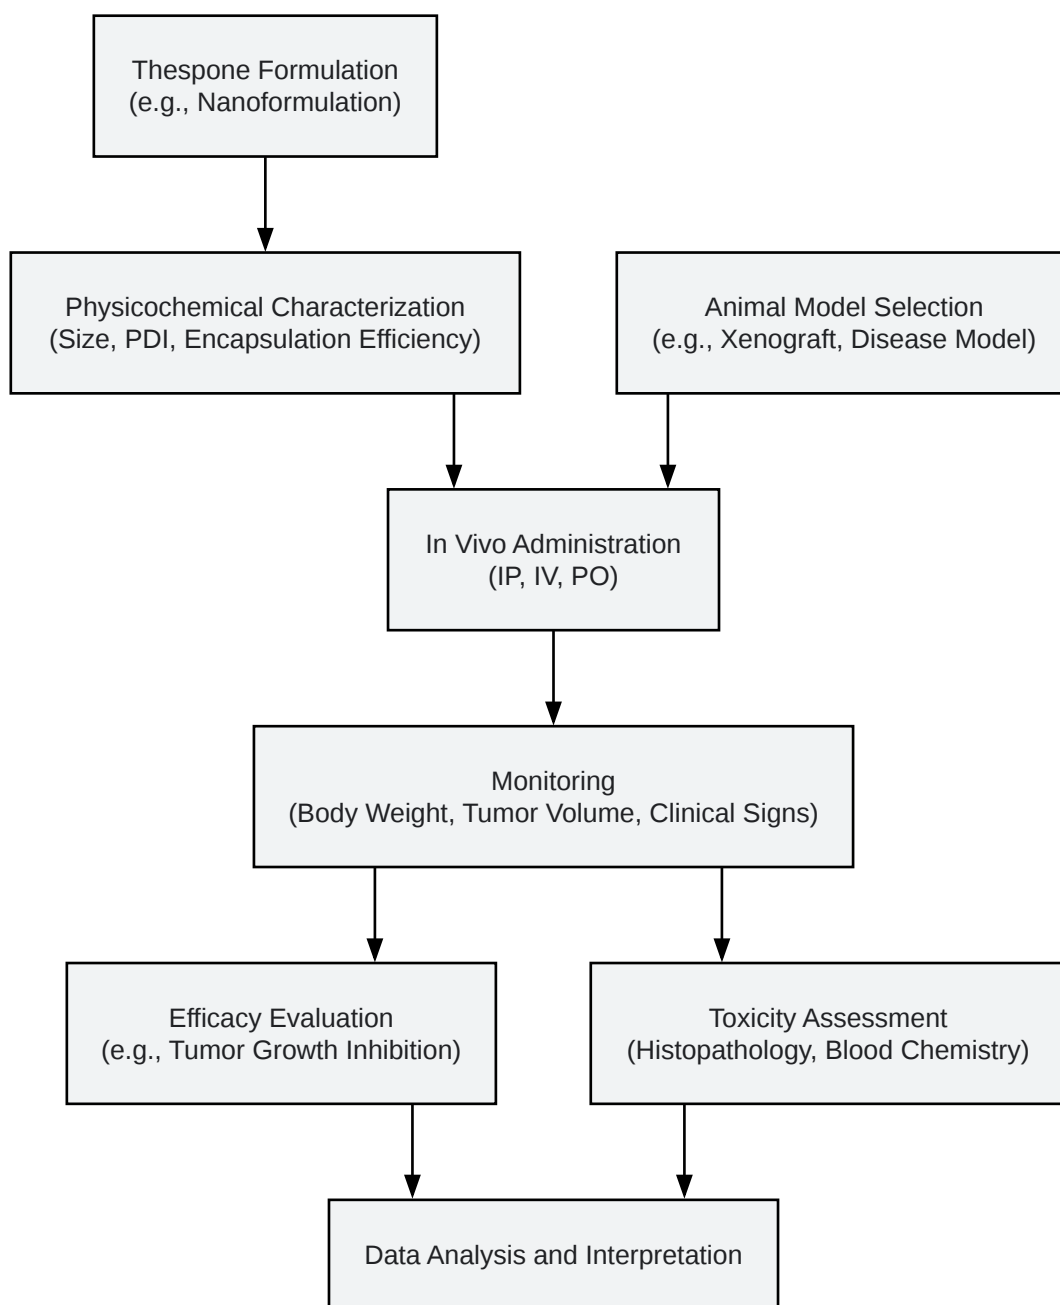 Thespone Formulation
(e.g., Nanoformulation)
Physicochemical Characterization
(Size, PDI, Encapsulation Efficiency)
Animal Model Selection
(e.g., Xenograft, Disease Model)
In Vivo Administration
(IP, IV, PO)
Monitoring
(Body Weight, Tumor Volume, Clinical Signs)
Efficacy Evaluation
(e.g., Tumor Growth Inhibition)
Toxicity Assessment
(Histopathology, Blood Chemistry)
Data Analysis and Interpretation